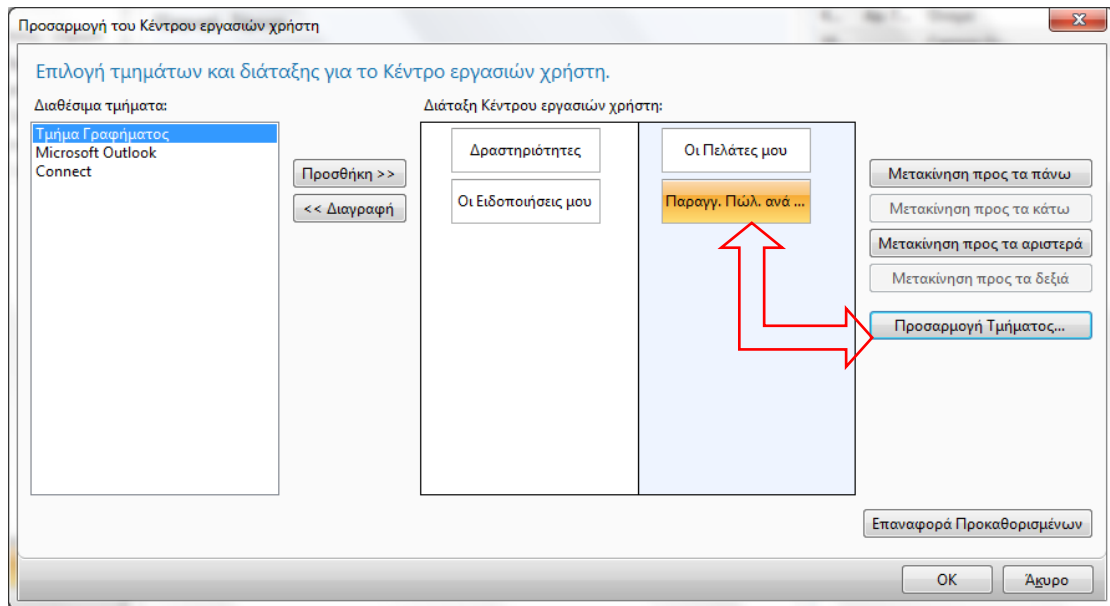 Προσαρμογή του Κέντρου εργασιών χρήστη
Επιλογή τμημάτων και διάταξης για το Κέντρο εργασιών χρήστη.
Διαθέσιμα τμήματα:
Τμήμα Γραφήματος
Microsoft Outlook
Connect
Προσθήκη >>
<< Διαγραφή
Διάταξη Κέντρου εργασιών χρήστη:
Δραστηριότητες
Οι Ειδοποιήσεις μου
Οι Πελάτες μου
Παραγγ. Πώλ. ανά ...
Μετακίνηση προς τα πάνω
Μετακίνηση προς τα κάτω
Μετακίνηση προς τα αριστερά
Μετακίνηση προς τα δεξιά
Προσαρμογή Τμήματος...
Επαναφορά Προκαθορισμένων
OK
Άκυρο